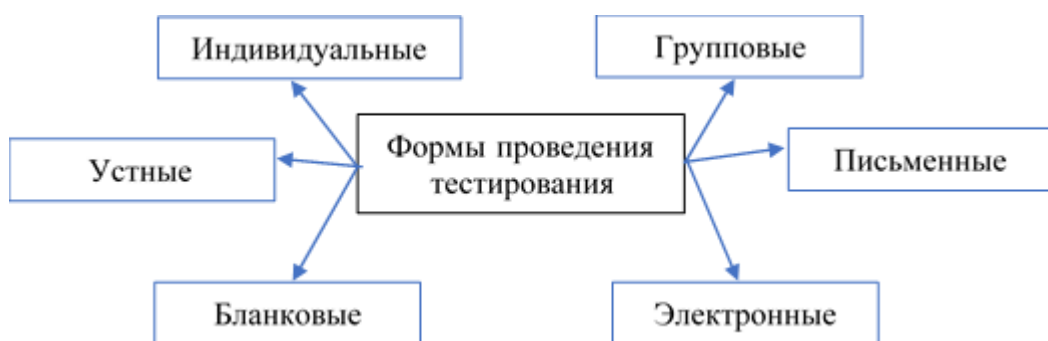 Индивидуальные
Групповые
Формы проведения
тестирования
Устные
Письменные
Бланковые
Электронные